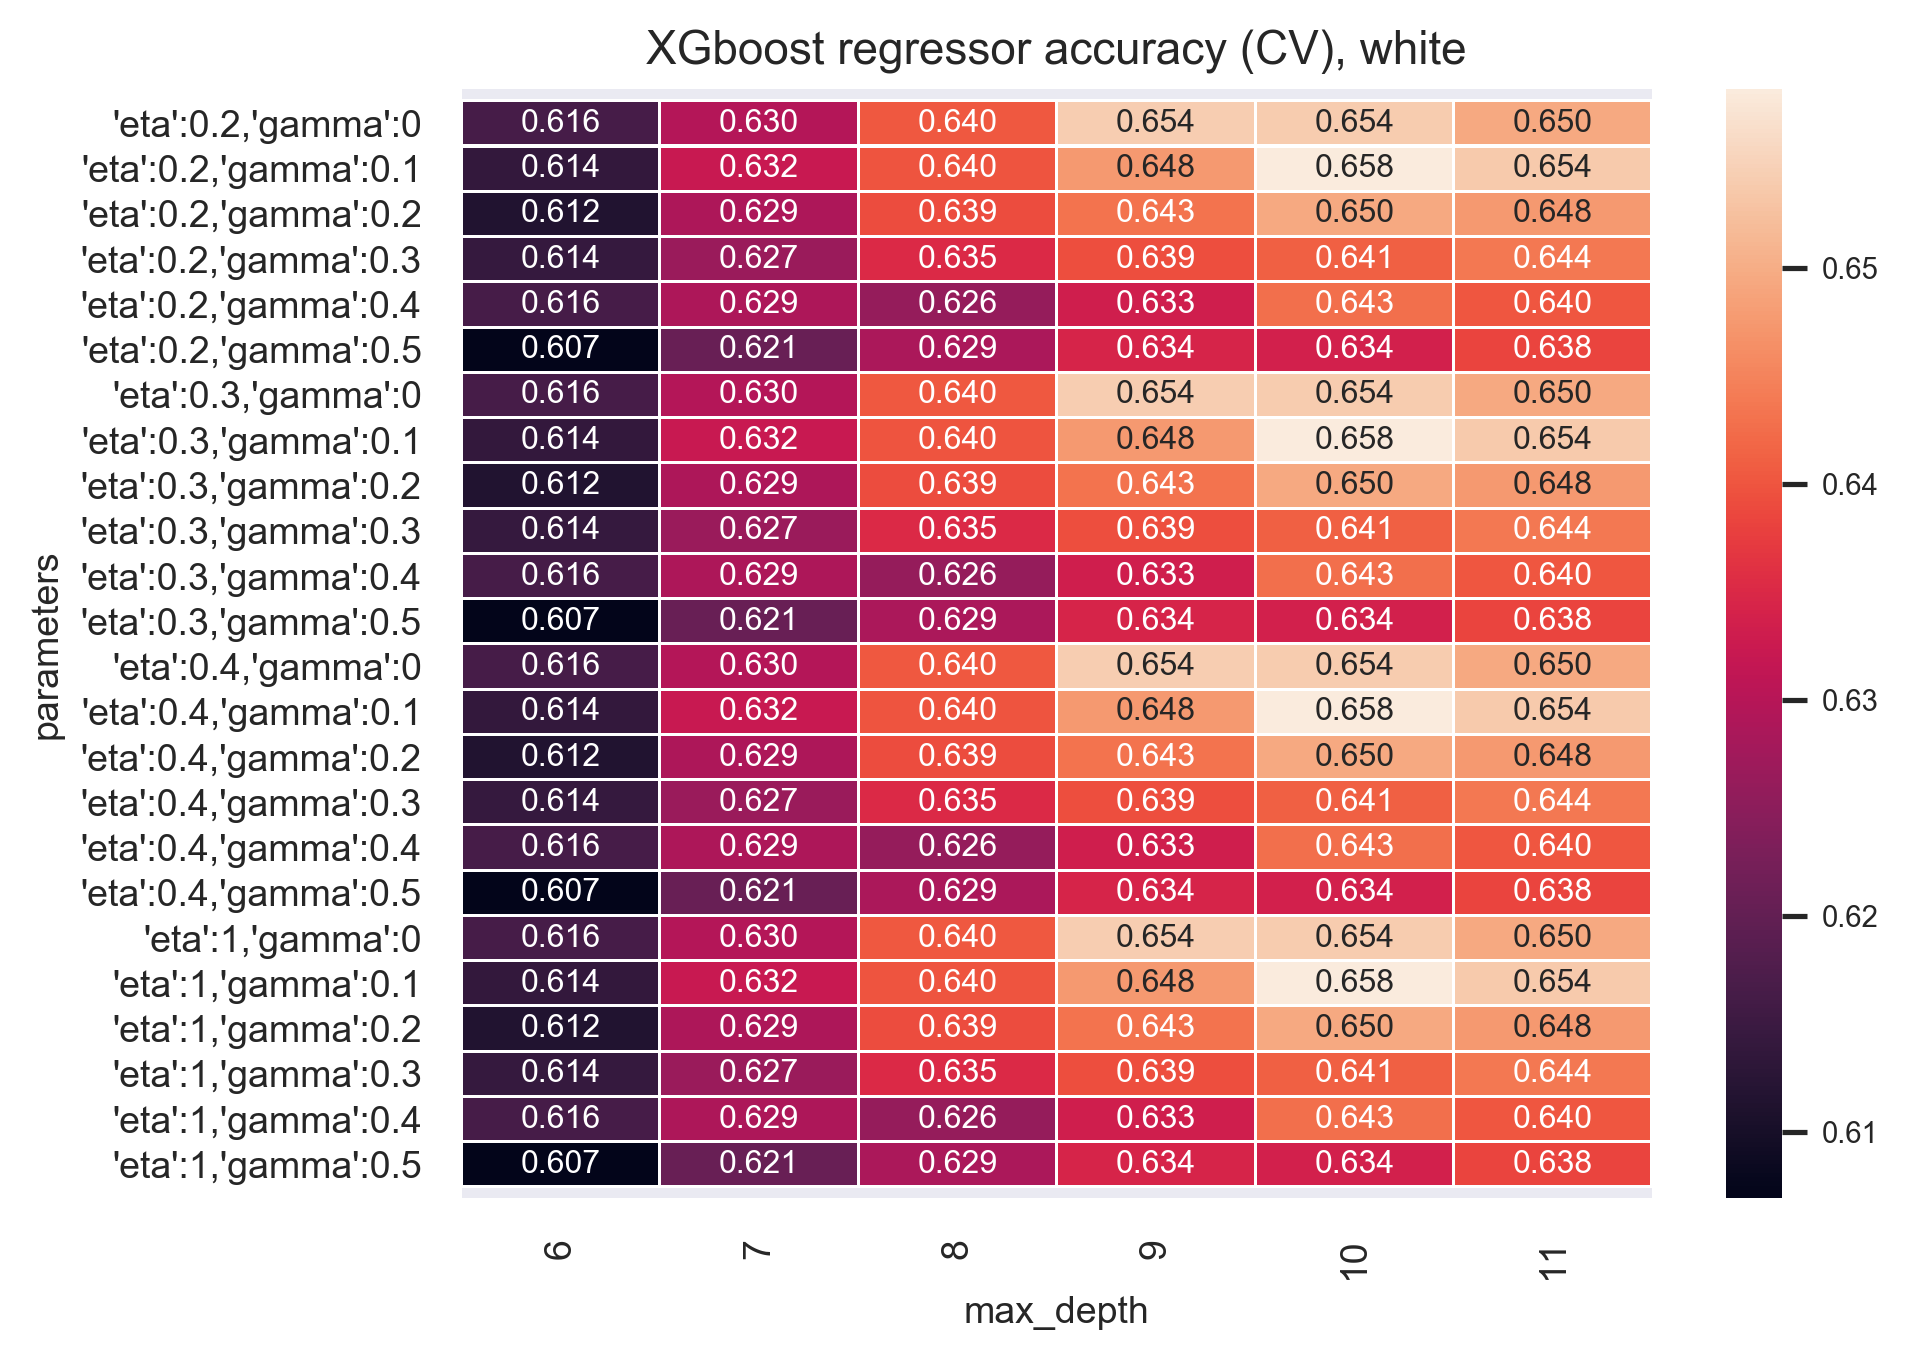 XGboost regressor accuracy (CV), white
'eta':0.2,'gamma':0 0.616 0.630 0.640 0.654 0.654 0.650
'eta':0.2,'gamma':0.1 0.614 0.632 0.640 0.648 0.658 0.654
'eta':0.2,'gamma':0.2 0.612 0.629 0.639 0.643 0.650 0.648
'eta':0.2,'gamma':0.3 0.614 0.627 0.635 0.639 0.641 0.644
'eta':0.2,'gamma':0.4 0.616 0.629 0.626 0.633 0.643 0.640
'eta':0.2,'gamma':0.5 0.607 0.621 0.629 0.634 0.634 0.638
'eta':0.3,'gamma':0 0.616 0.630 0.640 0.654 0.654 0.650
'eta':0.3,'gamma':0.1 0.614 0.632 0.640 0.648 0.658 0.654
'eta':0.3,'gamma':0.2 0.612 0.629 0.639 0.643 0.650 0.648
'eta':0.3,'gamma':0.3 0.614 0.627 0.635 0.639 0.641 0.644
'eta':0.3,'gamma':0.4 0.616 0.629 0.626 0.633 0.643 0.640
'eta':0.3,'gamma':0.5 0.607 0.621 0.629 0.634 0.634 0.638
'eta':0.4,'gamma':0 0.616 0.630 0.640 0.654 0.654 0.650
'eta':0.4,'gamma':0.1 0.614 0.632 0.640 0.648 0.658 0.654
'eta':0.4,'gamma':0.2 0.612 0.629 0.639 0.643 0.650 0.648
'eta':0.4,'gamma':0.3 0.614 0.627 0.635 0.639 0.641 0.644
'eta':0.4,'gamma':0.4 0.616 0.629 0.626 0.633 0.643 0.640
'eta':0.4,'gamma':0.5 0.607 0.621 0.629 0.634 0.634 0.638
'eta':1,'gamma':0 0.616 0.630 0.640 0.654 0.654 0.650
'eta':1,'gamma':0.1 0.614 0.632 0.640 0.648 0.658 0.654
'eta':1,'gamma':0.2 0.612 0.629 0.639 0.643 0.650 0.648
'eta':1,'gamma':0.3 0.614 0.627 0.635 0.639 0.641 0.644
'eta':1,'gamma':0.4 0.616 0.629 0.626 0.633 0.643 0.640
'eta':1,'gamma':0.5 0.607 0.621 0.629 0.634 0.634 0.638
6 7 8 9 10 11
max_depth
parameters
0.65
0.64
0.63
0.62
0.61